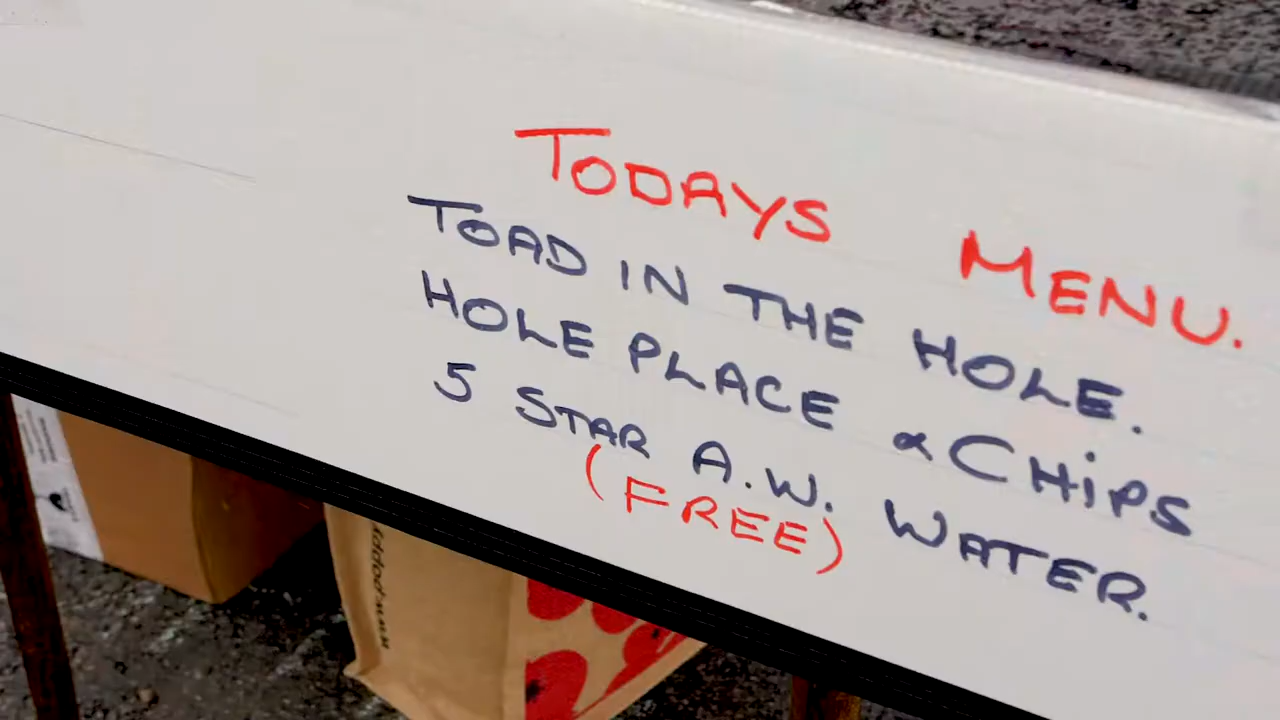 TODAYS MENU.
TOAD IN THE HOLE.
HOLE PLACE & CHiPS
5 STAR A.W. WATER.
(FREE)